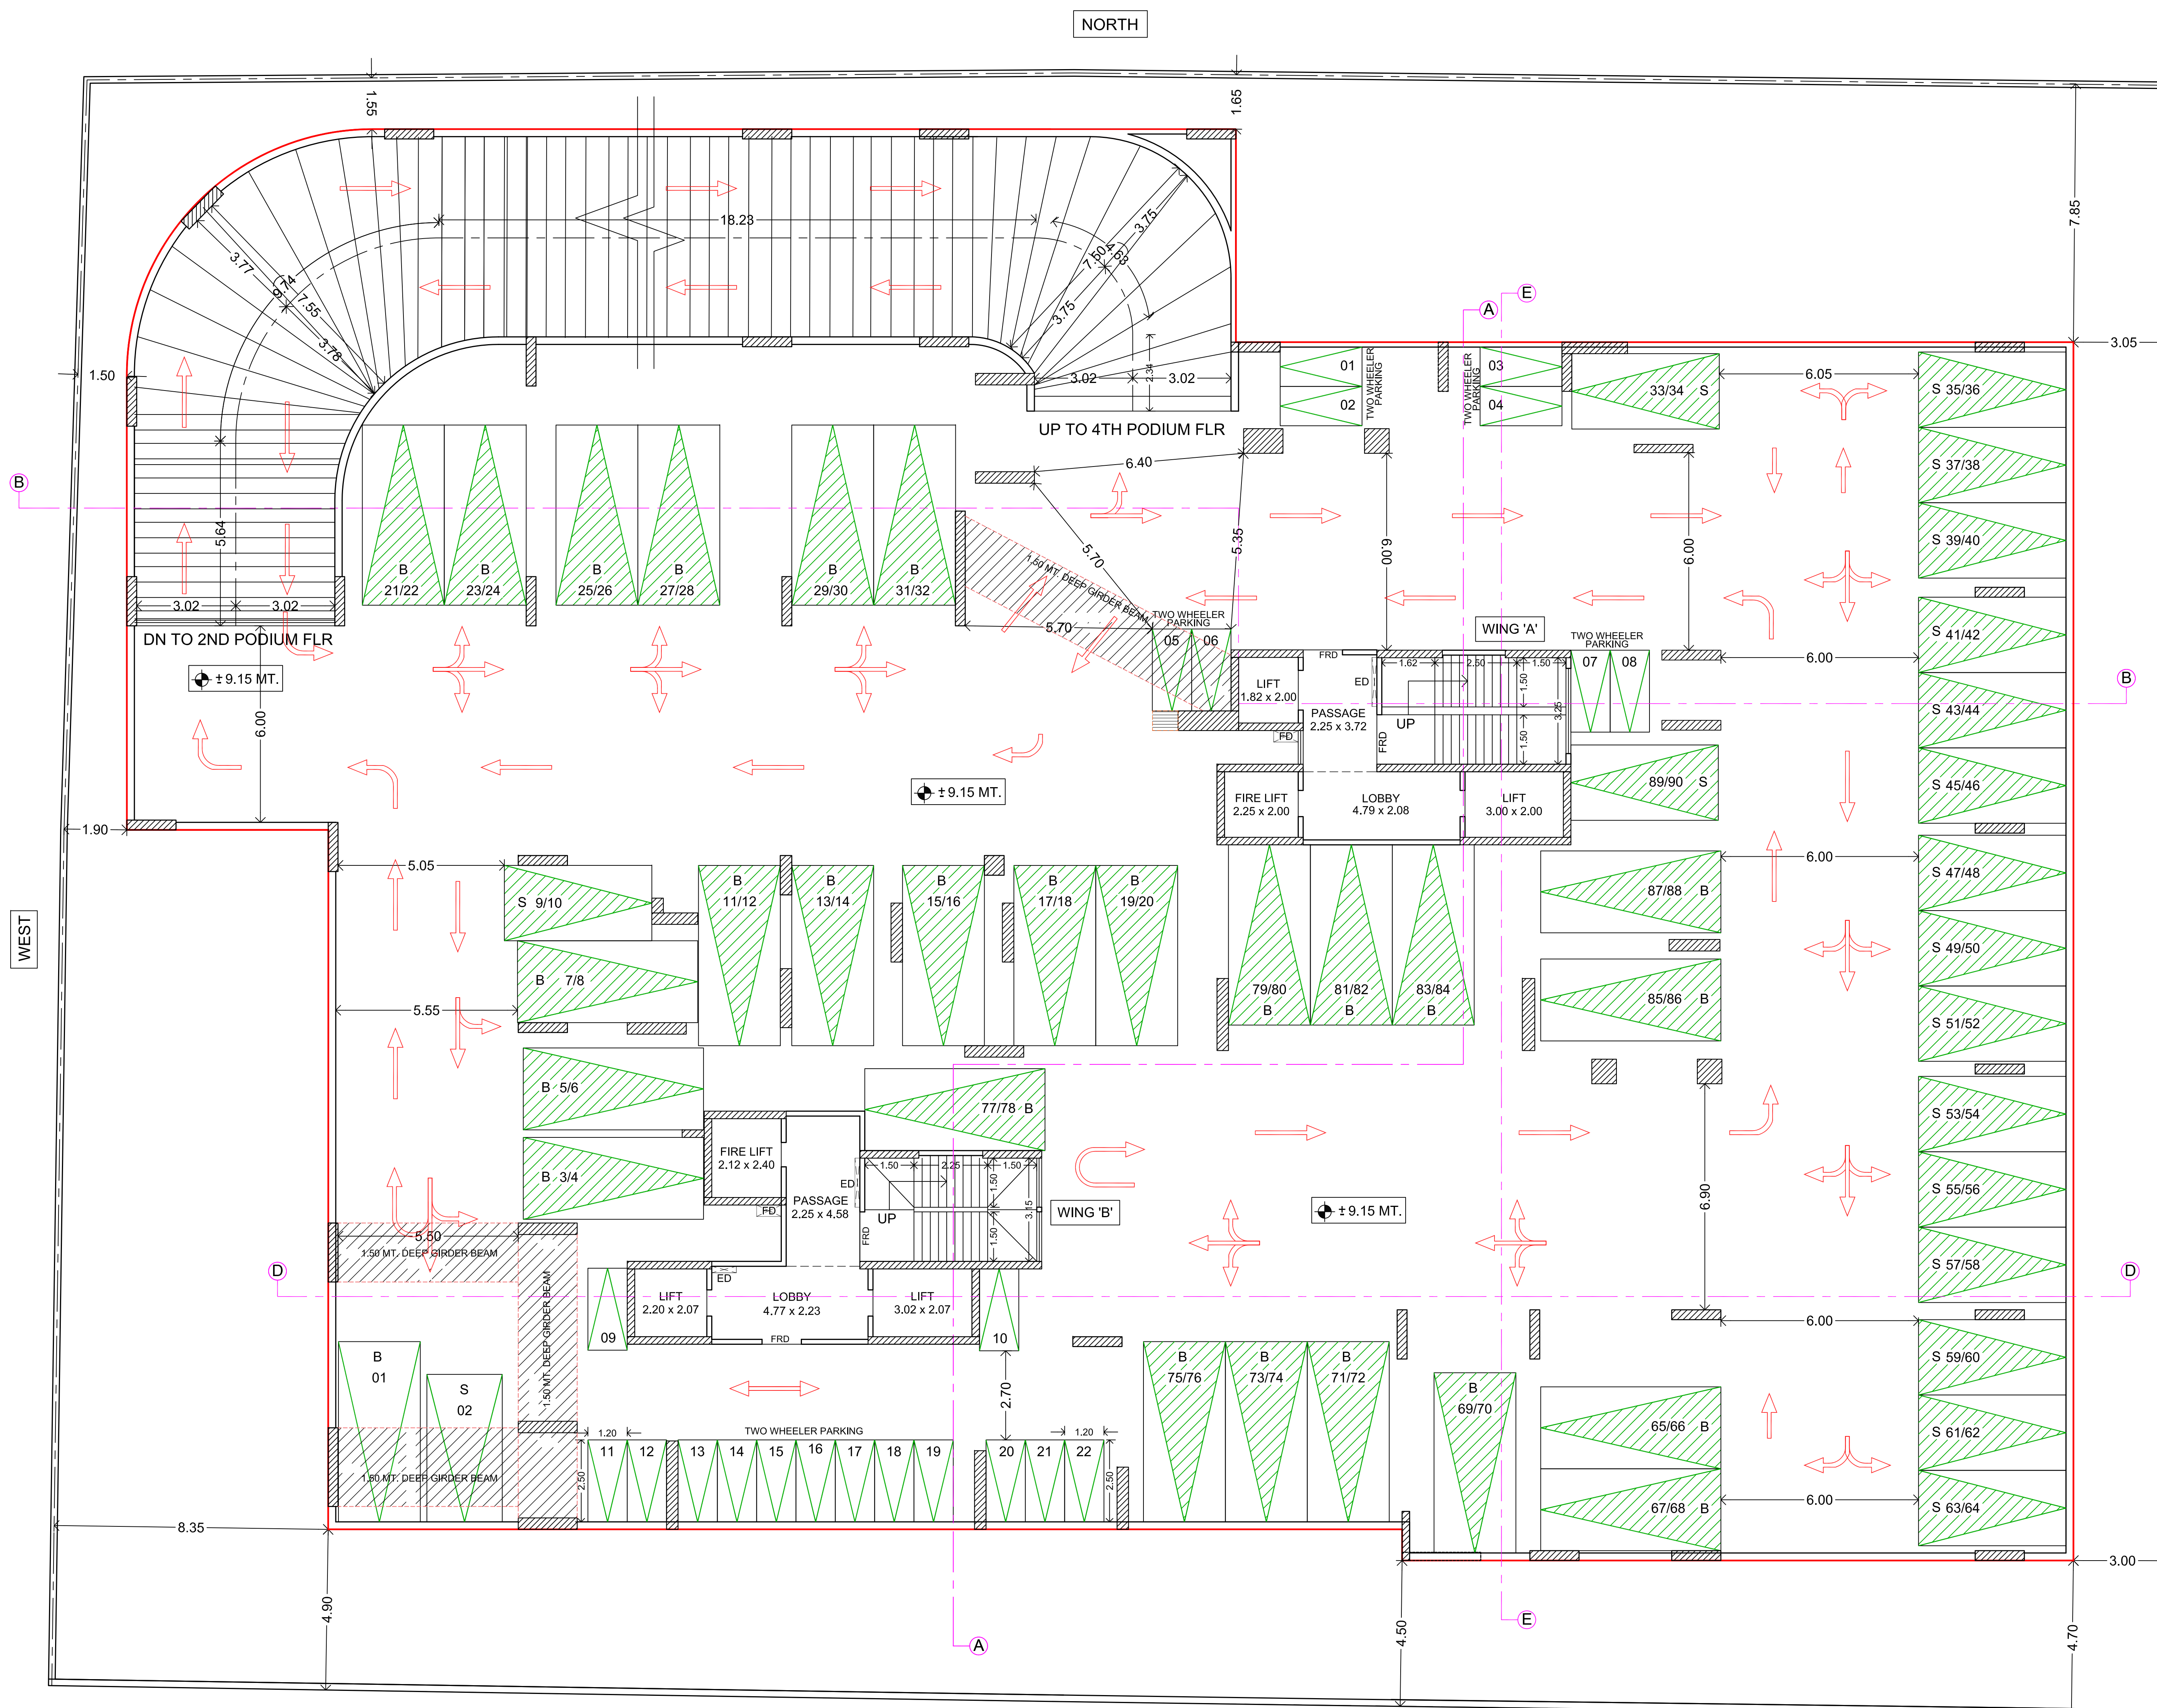 NORTH
1.55
1.65
7.85
18.23
3.75
7.50
4.68
3.75
3.77
9.74
7.55
3.78
1.50
3.02
3.02
2.34
UP TO 4TH PODIUM FLR
6.40
01
02
TWO WHEELER
PARKING
TWO WHEELER
PARKING
03
04
33/34 S
6.05
3.05
S 35/36
S 37/38
S 39/40
S 41/42
S 43/44
S 45/46
S 47/48
S 49/50
S 51/52
S 53/54
S 55/56
S 57/58
S 59/60
S 61/62
S 63/64
A
E
B
5.64
3.02
3.02
DN TO 2ND PODIUM FLR
±9.15 MT.
6.00
B
21/22
B
23/24
B
25/26
B
27/28
B
29/30
B
31/32
5.70
5.35
6.00
6.00
1.50 MT. DEEP GIRDER BEAM
5.70
TWO WHEELER
PARKING
05
06
WING 'A'
TWO WHEELER
PARKING
07
08
6.00
B
FRD
LIFT
1.82 x 2.00
ED
1.62
2.50
1.50
1.50
3.25
1.50
PASSAGE
2.25 x 3.72
UP
FRD
FD
FIRE LIFT
2.25 x 2.00
LOBBY
4.79 x 2.08
LIFT
3.00 x 2.00
89/90 S
±9.15 MT.
1.90
WEST
5.05
S 9/10
B 7/8
5.55
B
11/12
B
13/14
B
15/16
B
17/18
B
19/20
79/80
B
81/82
B
83/84
B
87/88 B
6.00
85/86 B
B 5/6
B 3/4
77/78 B
FIRE LIFT
2.12 x 2.40
PASSAGE
2.25 x 4.58
FD
ED
1.50
2.25
1.50
1.50
3.15
1.50
UP
FRD
WING 'B'
±9.15 MT.
6.90
5.50
1.50 MT. DEEP GIRDER BEAM
1.50 MT. DEEP GIRDER BEAM
D
D
ED
LIFT
2.20 x 2.07
LOBBY
4.77 x 2.23
LIFT
3.02 x 2.07
FRD
09
10
2.70
6.00
B
01
S
02
1.50 MT. DEEP GIRDER BEAM
1.20
TWO WHEELER PARKING
1.20
11
12
13
14
15
16
17
18
19
20
21
22
2.50
2.50
B
75/76
B
73/74
B
71/72
B
69/70
65/66 B
67/68 B
6.00
8.35
3.00
4.90
A
4.50
E
4.70